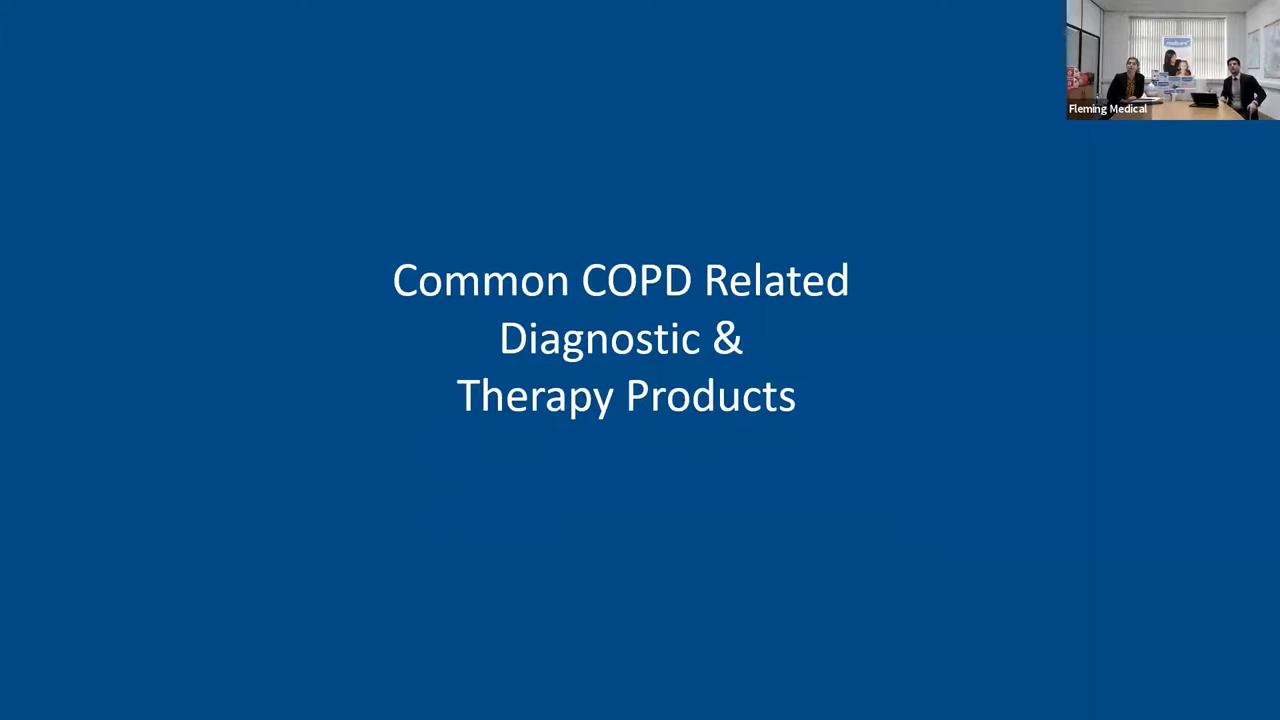 Common COPD Related
Diagnostic &
Therapy Products
Fleming Medical